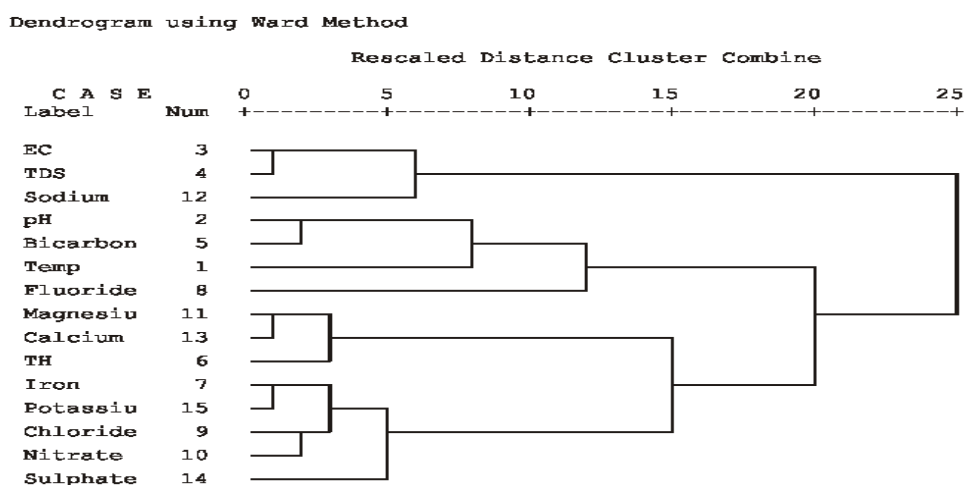 Dendrogram using Ward Method
Rescaled Distance Cluster Combine
C A S E 0 5 10 15 20 25
Label Num
EC 3
TDS 4
Sodium 12
pH 2
Bicarbon 5
Temp 1
Fluoride 8
Magnesiu 11
Calcium 13
TH 6
Iron 7
Potassiu 15
Chloride 9
Nitrate 10
Sulphate 14